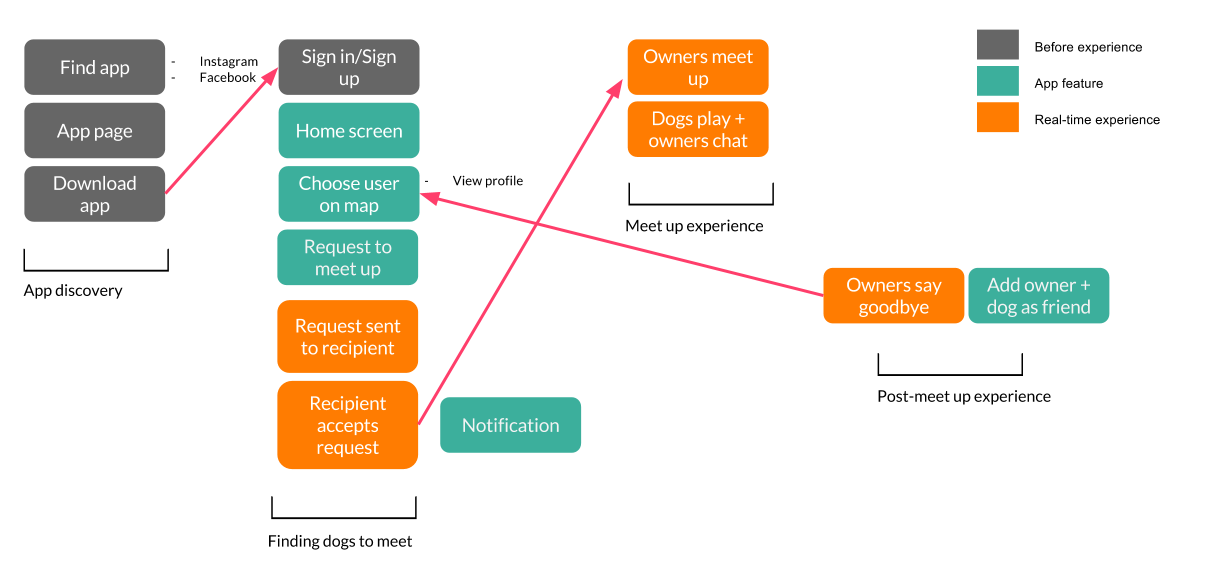 Find app
- Instagram
- Facebook
App page
Download
app
App discovery
Sign in/Sign
up
Home screen
Choose user
on map
- View profile
Request to
meet up
Request sent
to recipient
Recipient
accepts
request
Notification
Finding dogs to meet
Owners meet
up
Dogs play +
owners chat
Meet up experience
Owners say
goodbye
Add owner +
dog as friend
Post-meet up experience
Before experience
App feature
Real-time experience